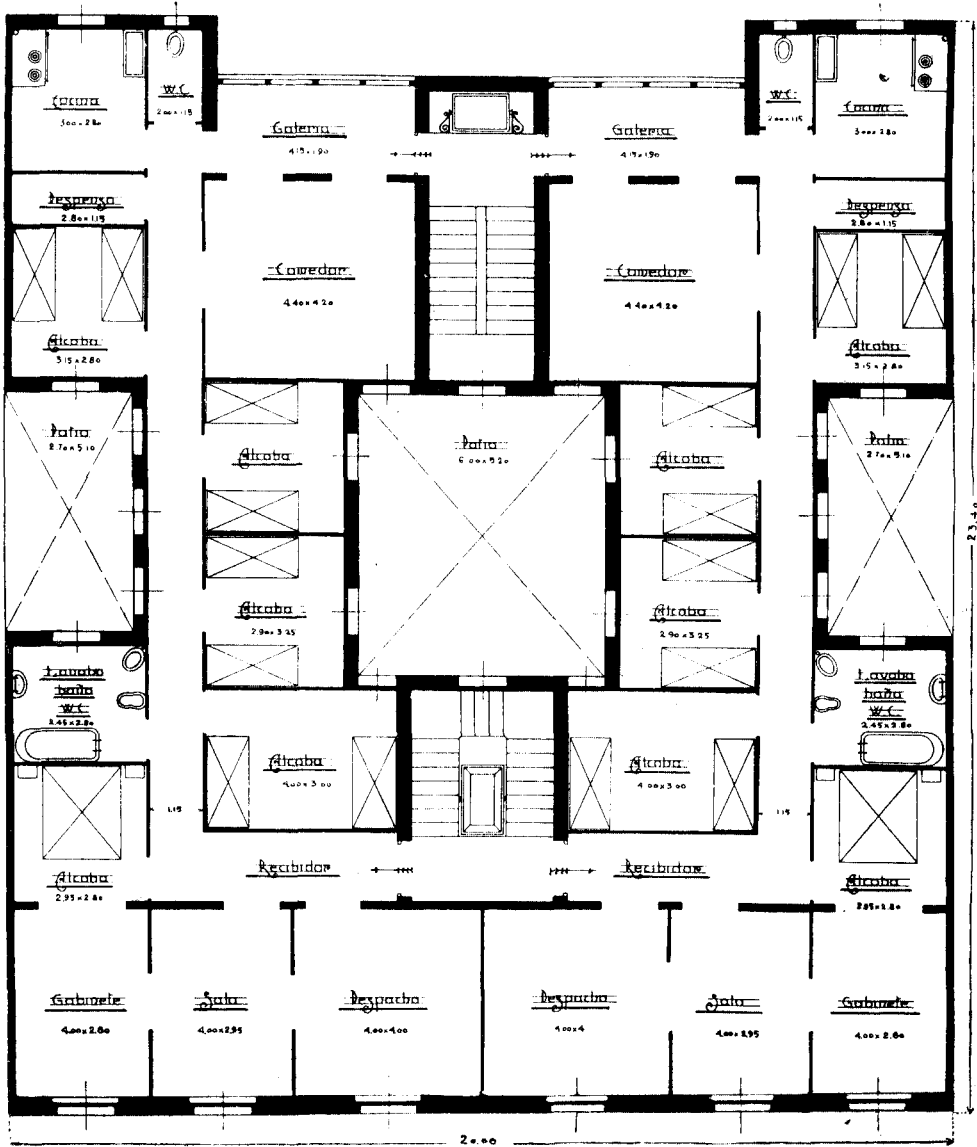 Cocina
3.00 x 2.80
W.C.
2.00 x 1.15
Galeria
4.15 x 1.90
Galeria
4.15 x 1.90
W.C.
2.00 x 1.15
Cocina
3.00 x 2.80
Despensa
2.80 x 1.15
Despensa
2.80 x 1.15
Comedor
4.40 x 4.20
Comedor
4.40 x 4.20
Alcoba
3.15 x 2.80
Alcoba
3.15 x 2.80
Patio
2.70 x 5.10
Alcoba
Patio
6.00 x 5.20
Alcoba
Patio
2.70 x 5.10
23.40
Alcoba
2.90 x 3.25
Alcoba
2.90 x 3.25
Lavabo
baño
W.C.
2.45 x 2.80
Lavabo
baño
W.C.
2.45 x 2.80
Alcoba
4.00 x 3.00
Alcoba
4.00 x 3.00
1.15
1.15
Alcoba
2.95 x 2.80
Recibidor
Recibidor
Alcoba
2.95 x 2.80
Gabinete
4.00 x 2.80
Sala
4.00 x 2.95
Despacho
4.00 x 4.00
Despacho
4.00 x 4
Sala
4.00 x 2.95
Gabinete
4.00 x 2.80
20.00